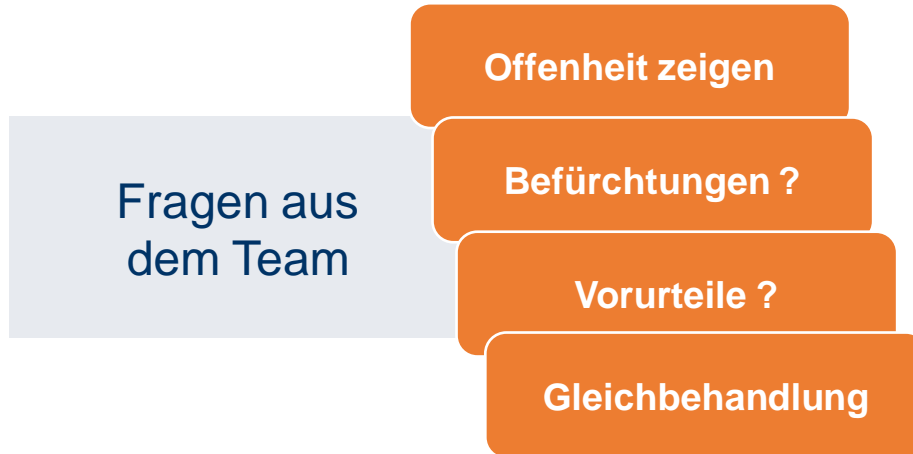 Offenheit zeigen
Befürchtungen ?
Fragen aus
dem Team
Vorurteile ?
Gleichbehandlung